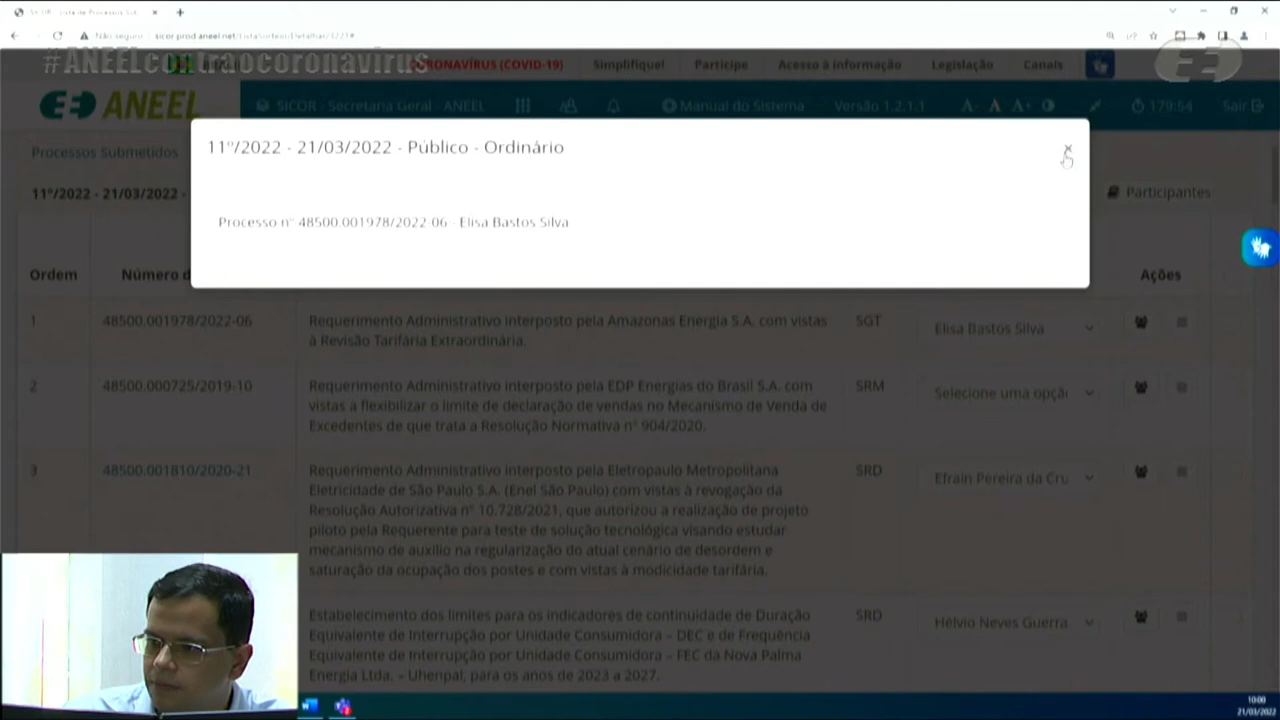 Não seguro sicor.prod.aneel.net/
#ANEELcontraocoronavirus
CORONAVÍRUS (COVID-19) Simplifique! Participe Acesso à informação Legislação Canais
ANEEL SICOR - Secretaria Geral - ANEEL Manual do Sistema Versão 1.2.1.1 A- A A+ 179:54 Sair
Processos Submetidos
11º/2022 - 21/03/2022 - Público - Ordinário
11º/2022 - 21/03/2022 - Participantes
Processo nº 48500.001978/2022-06 - Elisa Bastos Silva
Ordem Número d Ações
1 48500.001978/2022-06 Requerimento Administrativo interposto pela Amazonas Energia S.A. com vistas SGT Elisa Bastos Silva
à Revisão Tarifária Extraordinária.
2 48500.000725/2019-10 Requerimento Administrativo interposto pela EDP Energias do Brasil S.A. com SRM Selecione uma opçã
vistas a flexibilizar o limite de declaração de vendas no Mecanismo de Venda de
Excedentes de que trata a Resolução Normativa nº 904/2020.
3 48500.001810/2020-21 Requerimento Administrativo interposto pela Eletropaulo Metropolitana SRD Efrain Pereira da Cru
Eletricidade de São Paulo S.A. (Enel São Paulo) com vistas à revogação da
Resolução Autorizativa nº 10.728/2021, que autorizou a realização de projeto
piloto pela Requerente para teste de solução tecnológica visando estudar
mecanismo de auxílio na regularização do atual cenário de desordem e
saturação da ocupação dos postes e com vistas à modicidade tarifária.
Estabelecimento dos limites para os indicadores de continuidade de Duração SRD Hélvio Neves Guerra
Equivalente de Interrupção por Unidade Consumidora – DEC e de Frequência
Equivalente de Interrupção por Unidade Consumidora – FEC da Nova Palma
Energia Ltda. – Uhenpal, para os anos de 2023 a 2027.
10:00
21/03/2022